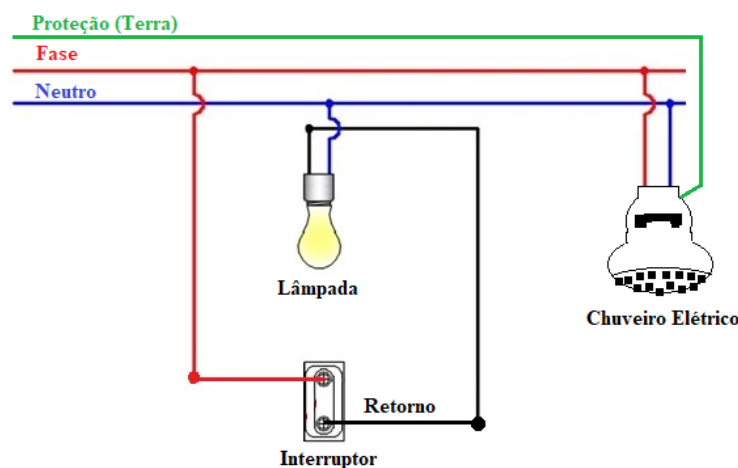 Proteção (Terra)
Fase
Neutro
Lâmpada
Chuveiro Elétrico
Retorno
Interruptor